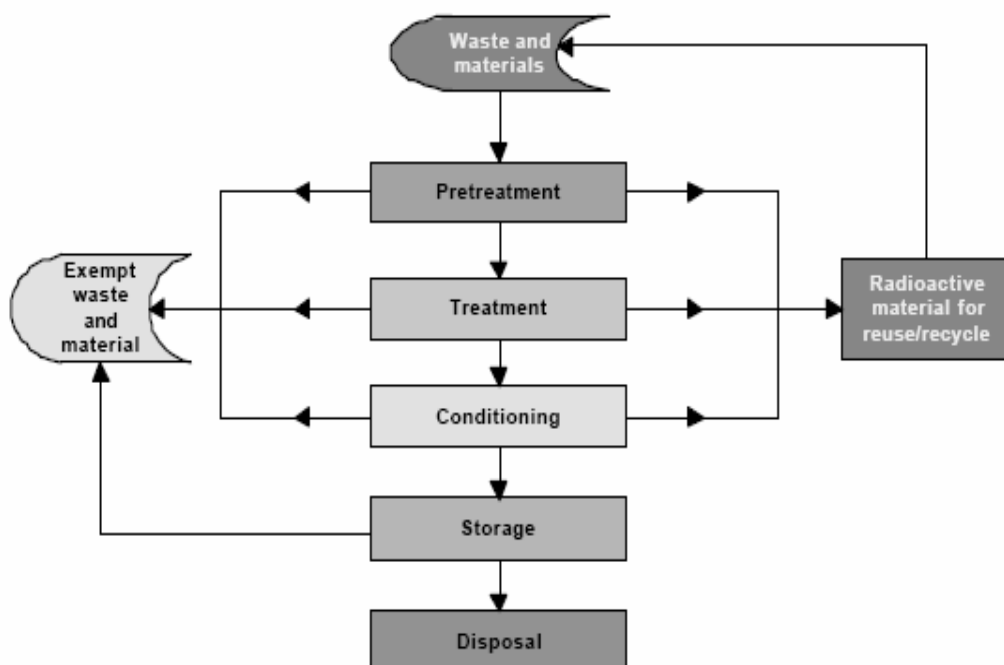 Waste and
materials
Pretreatment
Exempt
waste
and
material
Treatment
Radioactive
material for
reuse/recycle
Conditioning
Storage
Disposal